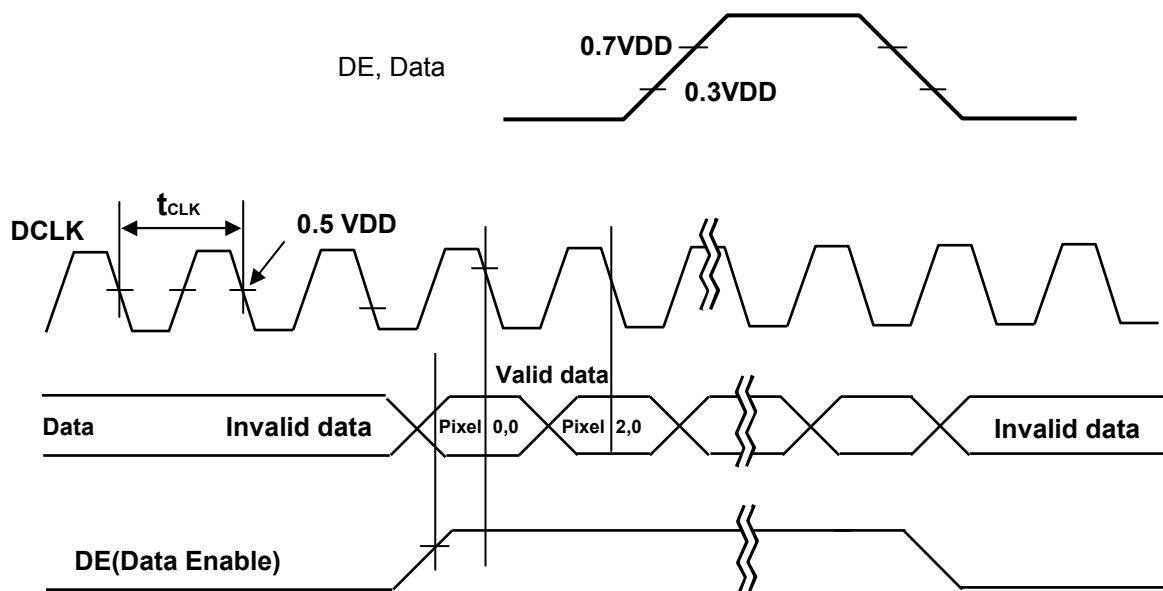 0.7VDD
DE, Data
0.3VDD
tCLK
0.5 VDD
DCLK
Valid data
Data
Invalid data
Pixel 0,0
Pixel 2,0
Invalid data
DE(Data Enable)